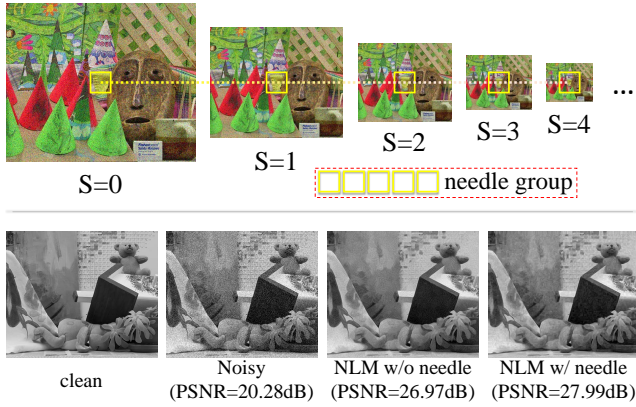 S=0
S=1
S=2
S=3
S=4
...
needle group
clean
Noisy
(PSNR=20.28dB)
NLM w/o needle
(PSNR=26.97dB)
NLM w/ needle
(PSNR=27.99dB)